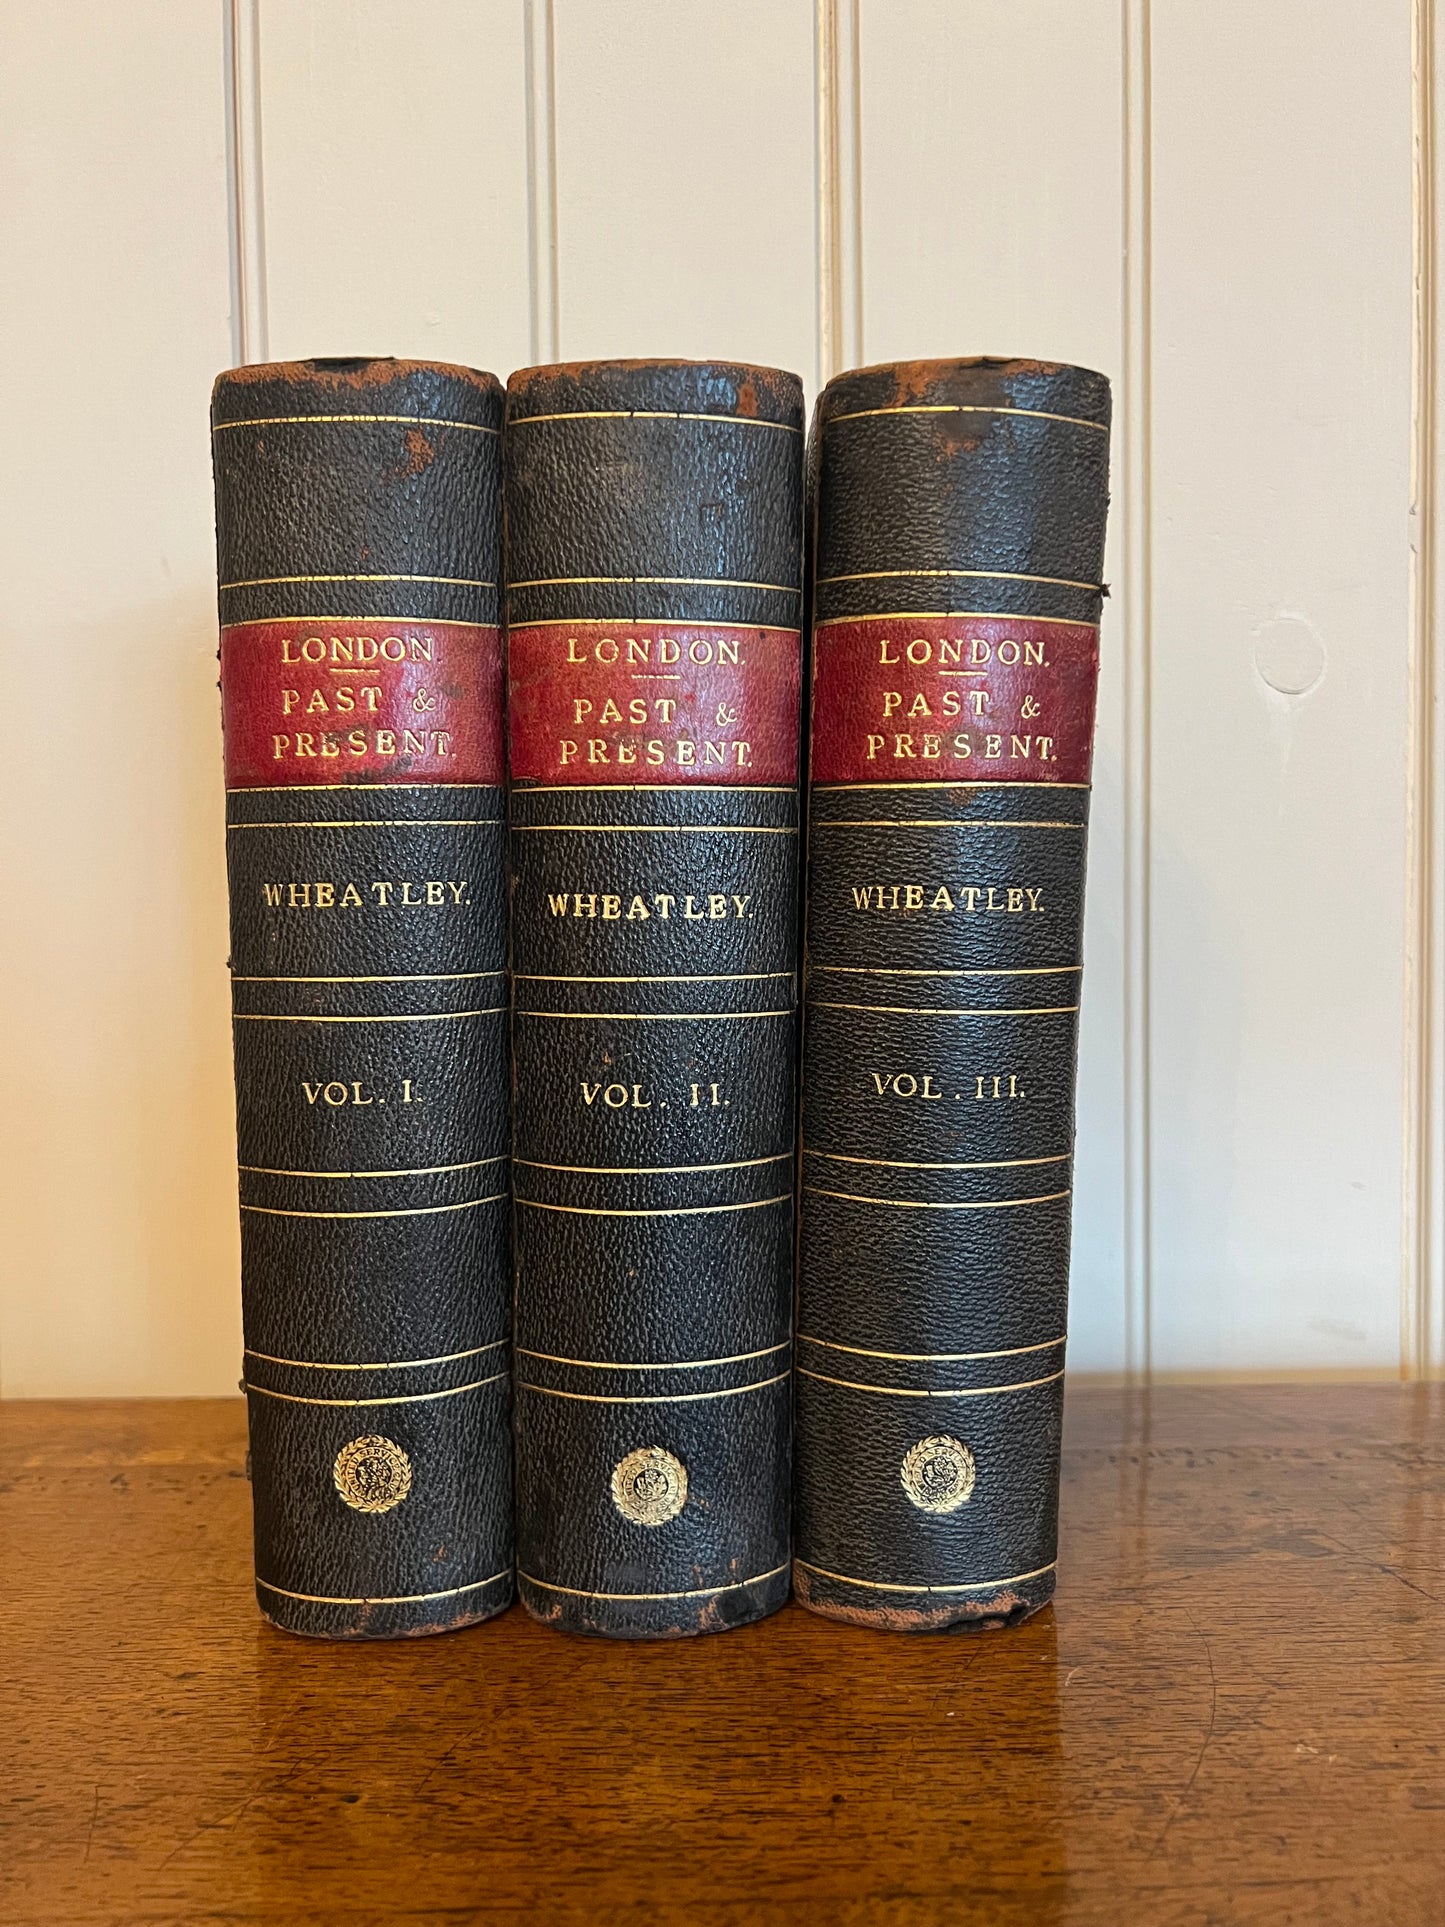 LONDON.
PAST &
PRESENT.
WHEATLEY.
VOL. I.
LONDON.
PAST &
PRESENT.
WHEATLEY.
VOL. II.
LONDON.
PAST &
PRESENT.
WHEATLEY.
VOL. III.